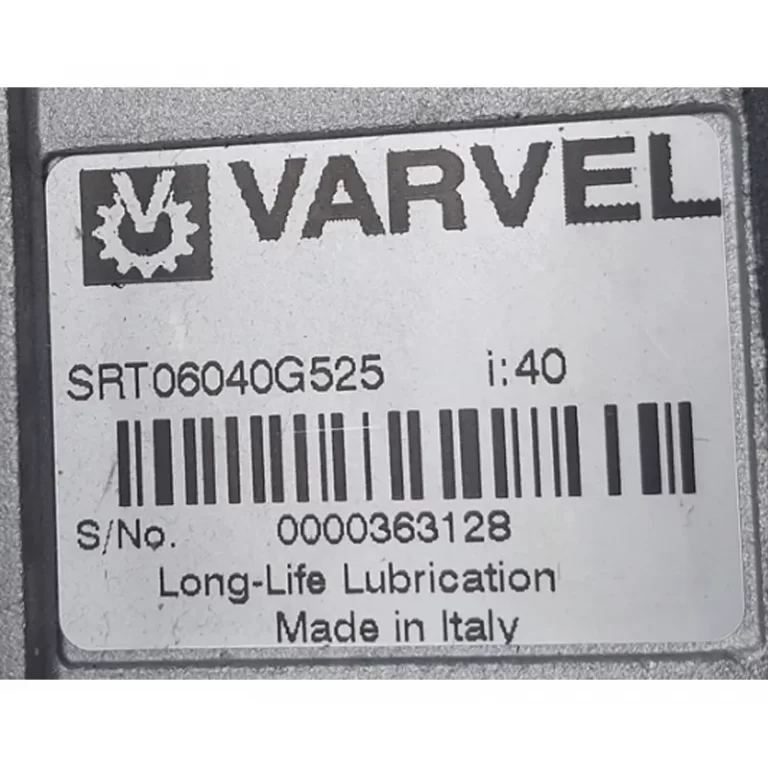 VARVEL
SRT06040G525 i:40
S/No. 0000363128
Long-Life Lubrication
Made in Italy